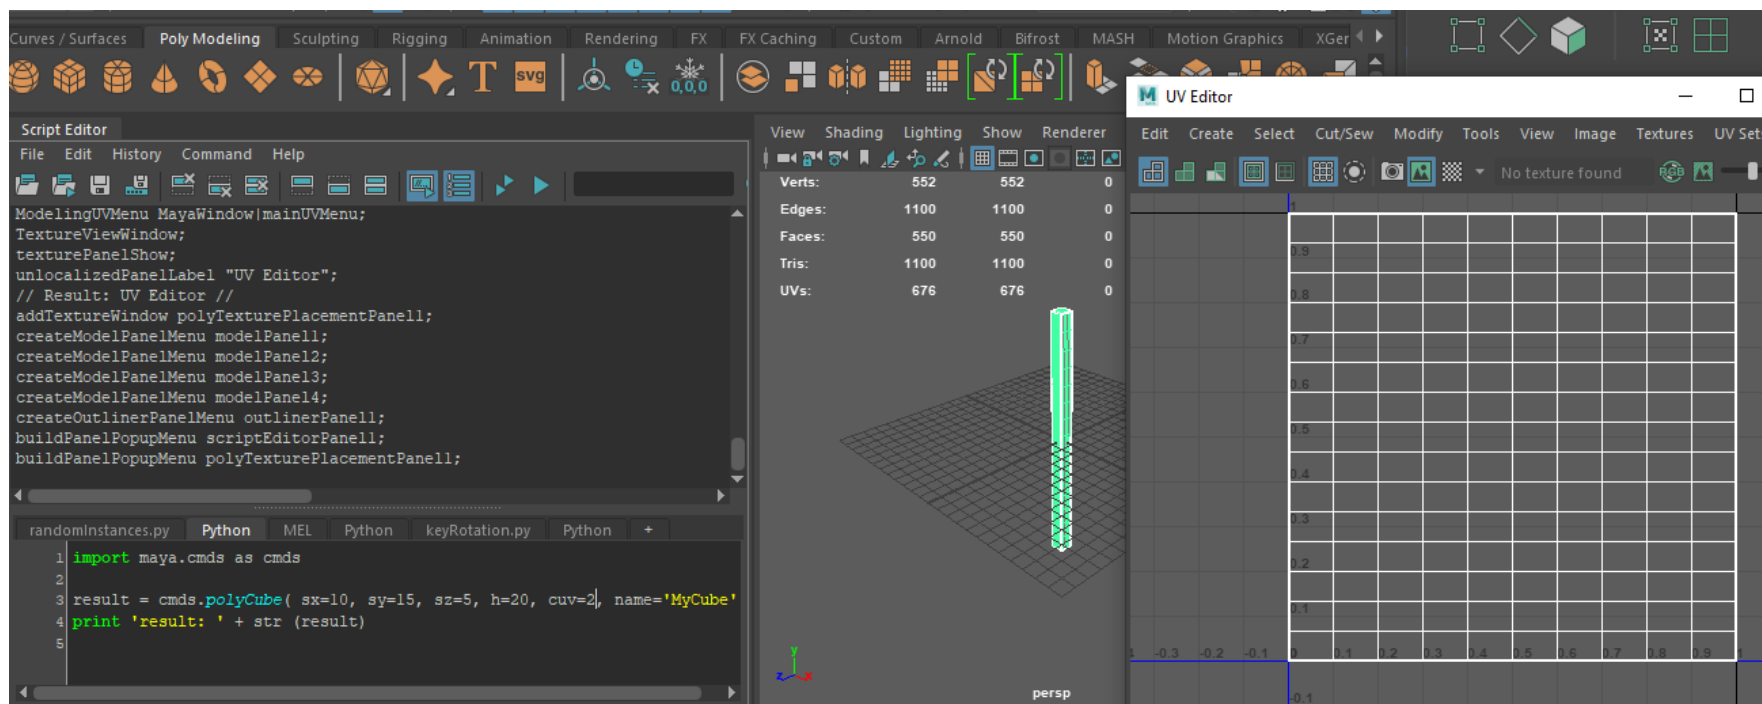 Curves / Surfaces Poly Modeling Sculpting Rigging Animation Rendering FX FX Caching Custom Arnold Bifrost MASH Motion Graphics XGer
T svg 0,0,0
UV Editor
Edit Create Select Cut/Sew Modify Tools View Image Textures UV Set
No texture found RGB
Script Editor
File Edit History Command Help
ModelingUVMenu MayaWindow|mainUVMenu;
TextureViewWindow;
texturePanelShow;
unlocalizedPanelLabel "UV Editor";
// Result: UV Editor //
addTextureWindow polyTexturePlacementPanel1;
createModelPanelMenu modelPanel1;
createModelPanelMenu modelPanel2;
createModelPanelMenu modelPanel3;
createModelPanelMenu modelPanel4;
createOutlinerPanelMenu outlinerPanel1;
buildPanelPopupMenu scriptEditorPanel1;
buildPanelPopupMenu polyTexturePlacementPanel1;
randomInstances.py Python MEL Python keyRotation.py Python +
1 import maya.cmds as cmds
2
3 result = cmds.polyCube( sx=10, sy=15, sz=5, h=20, cuv=2, name='MyCube'
4 print 'result: ' + str (result)
5
View Shading Lighting Show Renderer
Verts: 552 552 0
Edges: 1100 1100 0
Faces: 550 550 0
Tris: 1100 1100 0
UVs: 676 676 0
y
z x
persp
1
0.9
0.8
0.7
0.6
0.5
0.4
0.3
0.2
0.1
-0.3 -0.2 -0.1 0 0.1 0.2 0.3 0.4 0.5 0.6 0.7 0.8 0.9 1
-0.1